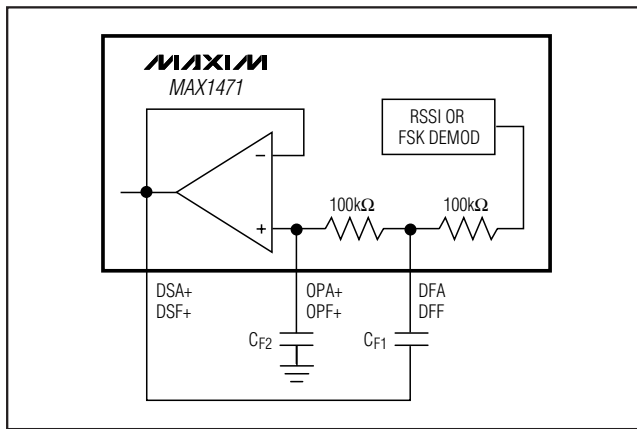 MAXIM
MAX1471
RSSI OR
FSK DEMOD
−
+
100kΩ
100kΩ
DSA+
DSF+
OPA+
OPF+
DFA
DFF
CF2
CF1